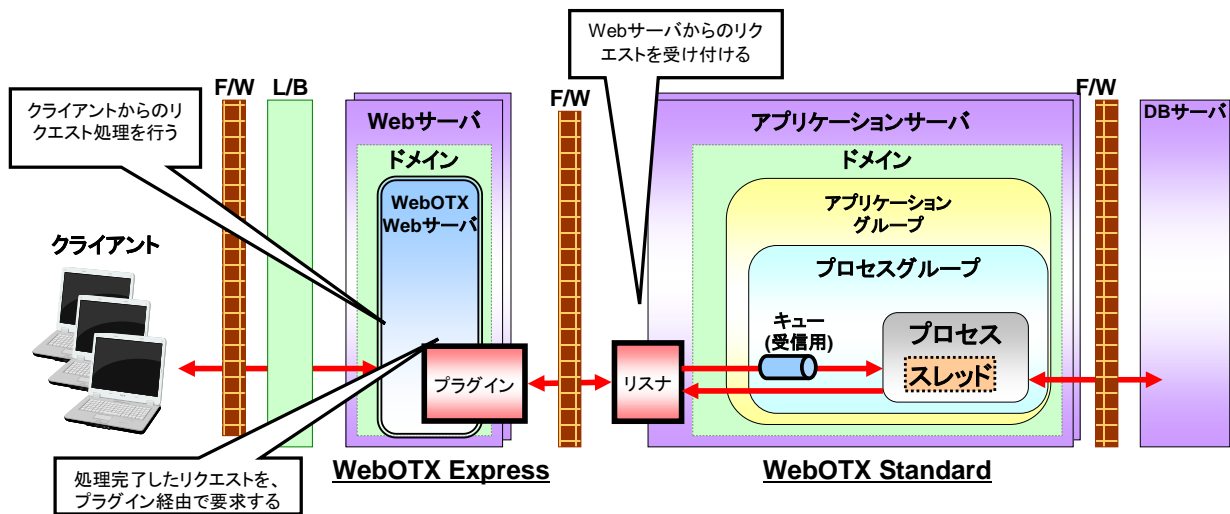 Webサーバからのリク
エストを受け付ける
F/W
L/B
F/W
F/W
クライアントからのリ
クエスト処理を行う
Webサーバ
アプリケーションサーバ
DBサーバ
ドメイン
ドメイン
WebOTX
Webサーバ
アプリケーション
グループ
クライアント
プロセスグループ
キュー
(受信用)
プロセス
スレッド
プラグイン
リスナ
処理完了したリクエストを、
プラグイン経由で要求する
WebOTX Express
WebOTX Standard